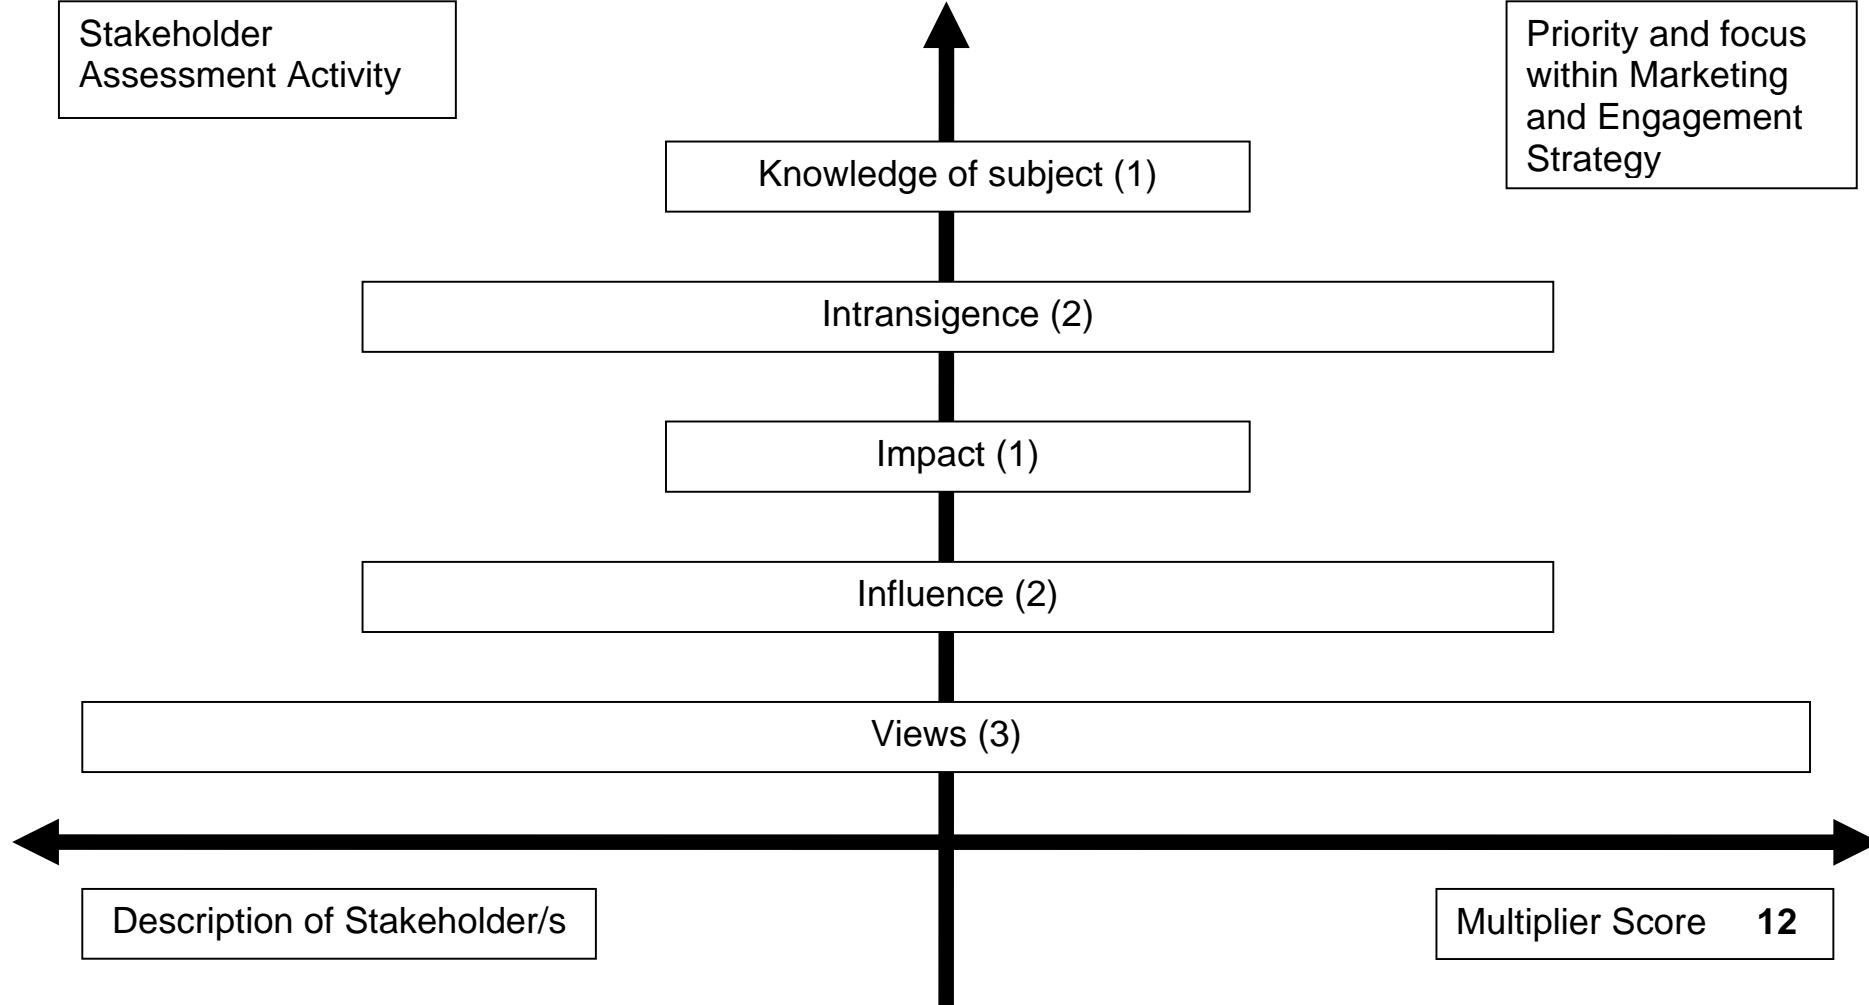 Stakeholder
Assessment Activity
Priority and focus
within Marketing
and Engagement
Strategy
Knowledge of subject (1)
Intransigence (2)
Impact (1)
Influence (2)
Views (3)
Description of Stakeholder/s
Multiplier Score 12